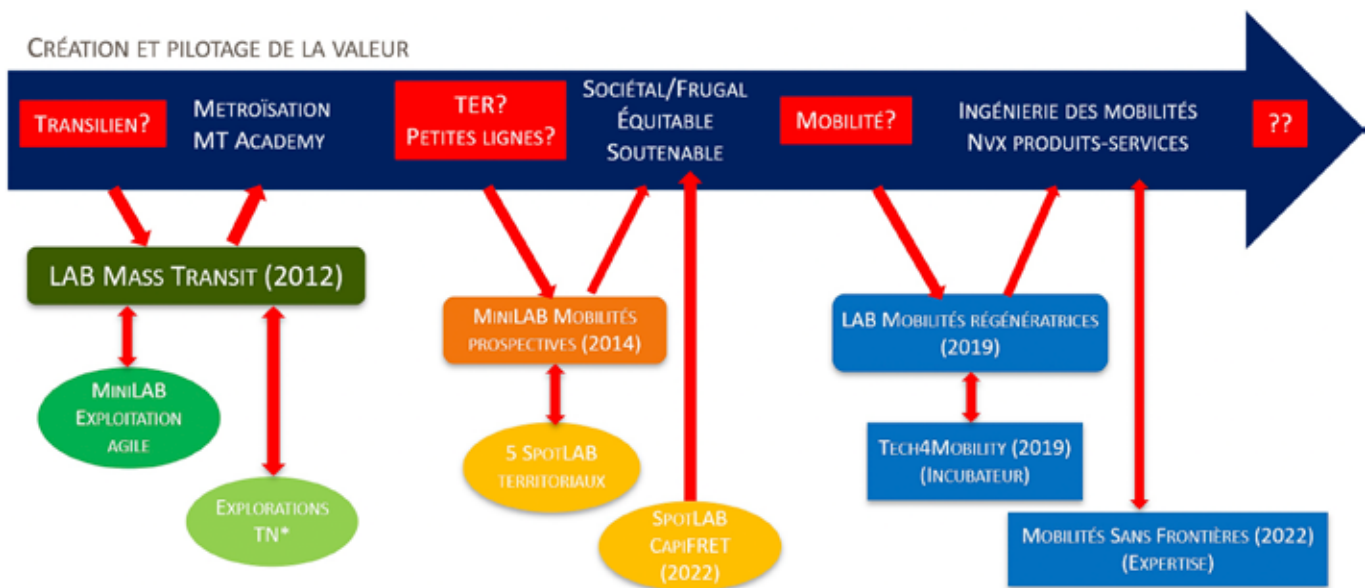 CRÉATION ET PILOTAGE DE LA VALEUR
TRANSILIEN?
METROÏSATION
MT ACADEMY
TER?
PETITES LIGNES?
SOCIÉTAL/FRUGAL
ÉQUITABLE
SOUTENABLE
MOBILITÉ?
INGÉNIERIE DES MOBILITÉS
NVX PRODUITS-SERVICES
??
LAB MASS TRANSIT (2012)
MINILAB
EXPLOITATION
AGILE
EXPLORATIONS
TN*
MINILAB MOBILITÉS
PROSPECTIVES (2014)
5 SPOTLAB
TERRITORIAUX
SPOTLAB
CAPIFRET
(2022)
LAB MOBILITÉS RÉGÉNÉRATRICES
(2019)
TECH4MOBILITY (2019)
(INCUBATEUR)
MOBILITÉS SANS FRONTIÈRES (2022)
(EXPERTISE)